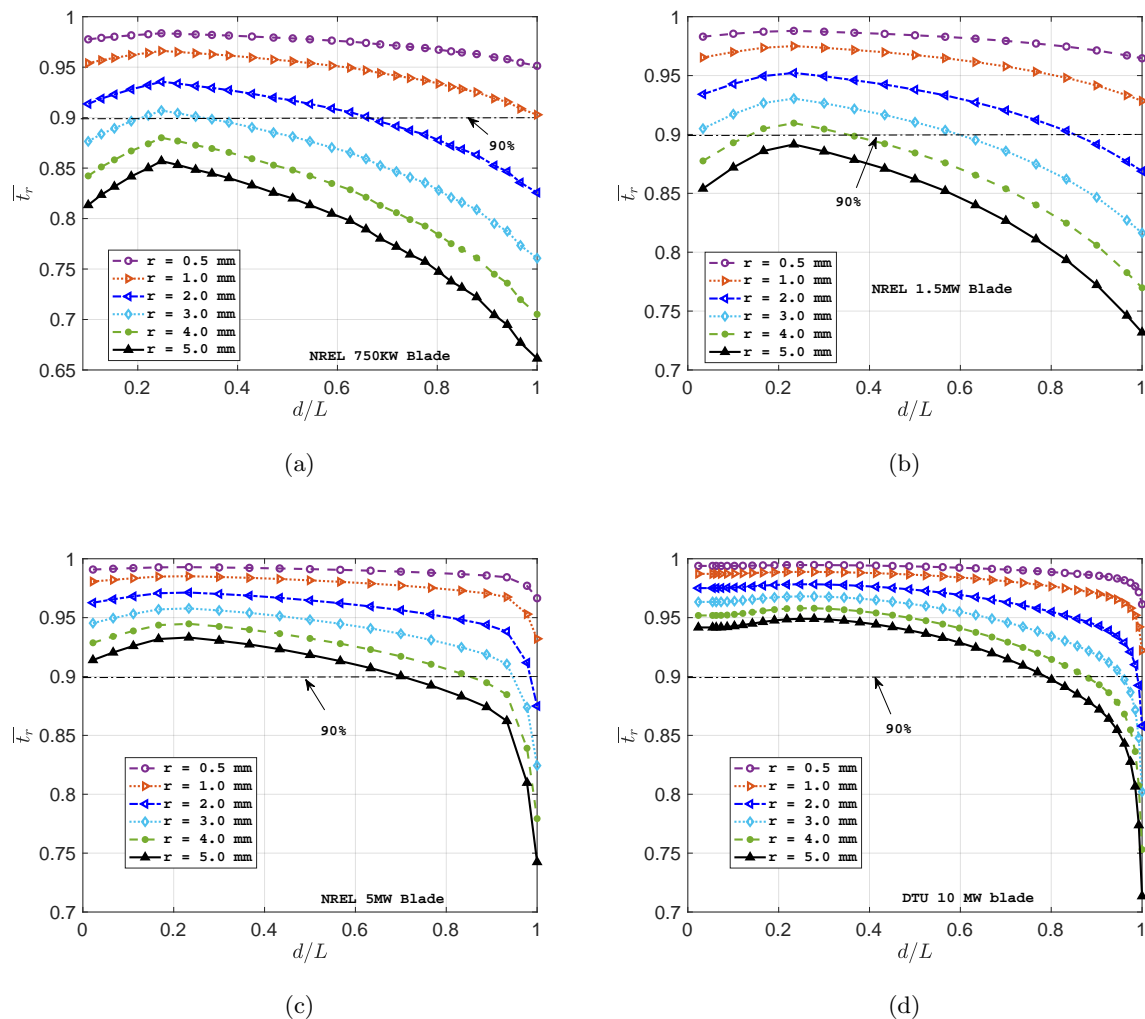 1
0.95
0.9
0.85
0.8
0.75
0.7
0.65
t̅r
90%
r = 0.5 mm
r = 1.0 mm
r = 2.0 mm
r = 3.0 mm
r = 4.0 mm
r = 5.0 mm
NREL 750KW Blade
0.2 0.4 0.6 0.8 1
d/L
(a)
1
0.95
0.9
0.85
0.8
0.75
0.7
t̅r
90%
r = 0.5 mm
r = 1.0 mm
r = 2.0 mm
r = 3.0 mm
r = 4.0 mm
r = 5.0 mm
NREL 1.5MW Blade
0 0.2 0.4 0.6 0.8 1
d/L
(b)
1
0.95
0.9
0.85
0.8
0.75
0.7
t̅r
90%
r = 0.5 mm
r = 1.0 mm
r = 2.0 mm
r = 3.0 mm
r = 4.0 mm
r = 5.0 mm
NREL 5MW Blade
0 0.2 0.4 0.6 0.8 1
d/L
(c)
1
0.95
0.9
0.85
0.8
0.75
0.7
t̅r
90%
r = 0.5 mm
r = 1.0 mm
r = 2.0 mm
r = 3.0 mm
r = 4.0 mm
r = 5.0 mm
DTU 10 MW blade
0 0.2 0.4 0.6 0.8 1
d/L
(d)